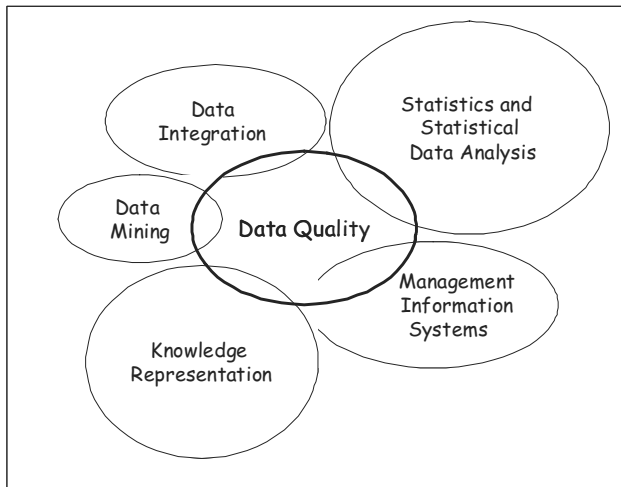 Data
Integration
Statistics and
Statistical
Data Analysis
Data
Mining
Data Quality
Management
Information
Systems
Knowledge
Representation